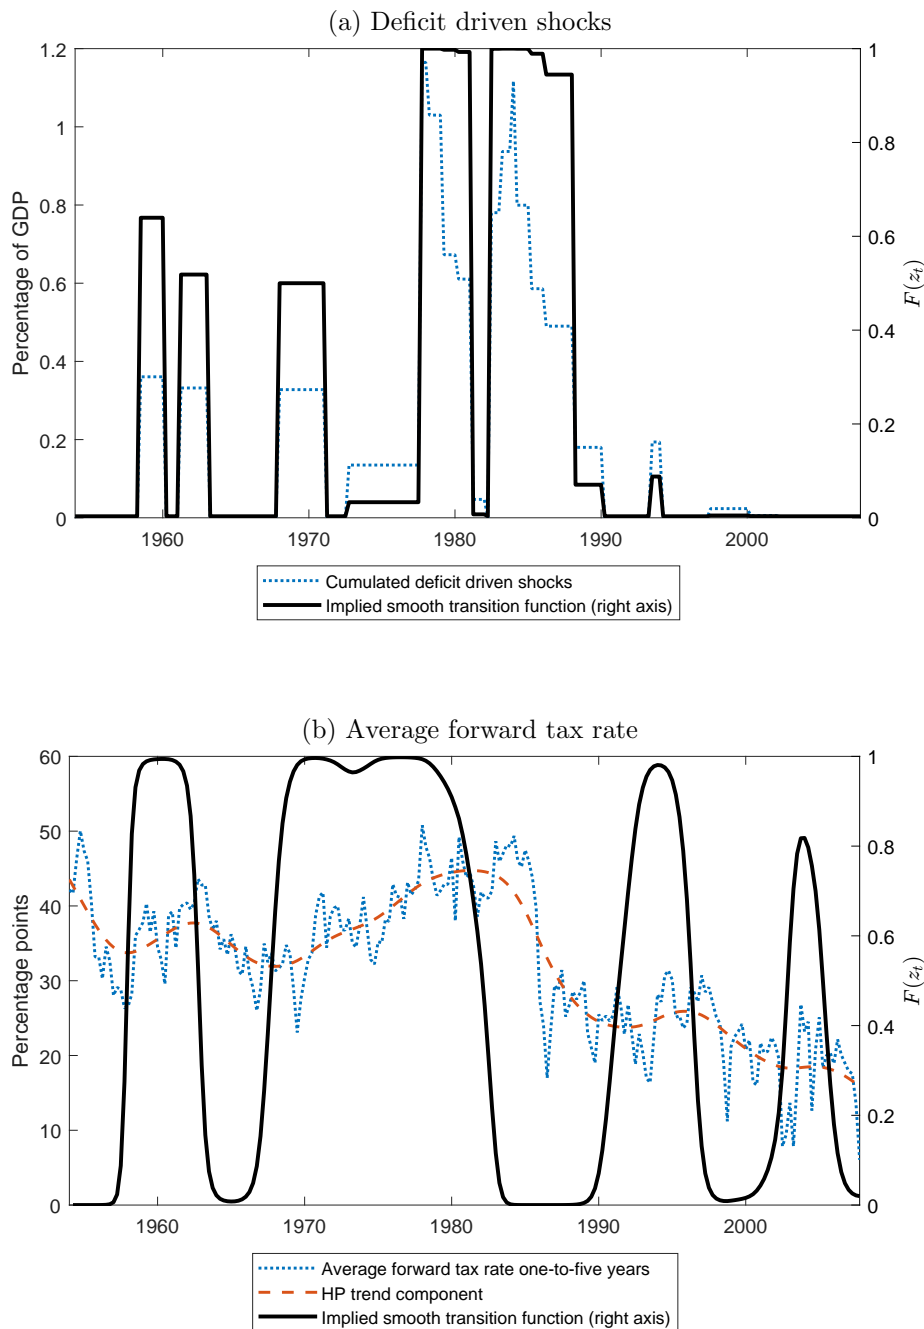 (a) Deficit driven shocks
1.2
1
0.8
0.6
0.4
0.2
0
Percentage of GDP
1
0.8
0.6
0.4
0.2
0
F(z_t)
1960 1970 1980 1990 2000
Cumulated deficit driven shocks
Implied smooth transition function (right axis)
(b) Average forward tax rate
60
50
40
30
20
10
0
Percentage points
1
0.8
0.6
0.4
0.2
0
F(z_t)
1960 1970 1980 1990 2000
Average forward tax rate one-to-five years
HP trend component
Implied smooth transition function (right axis)